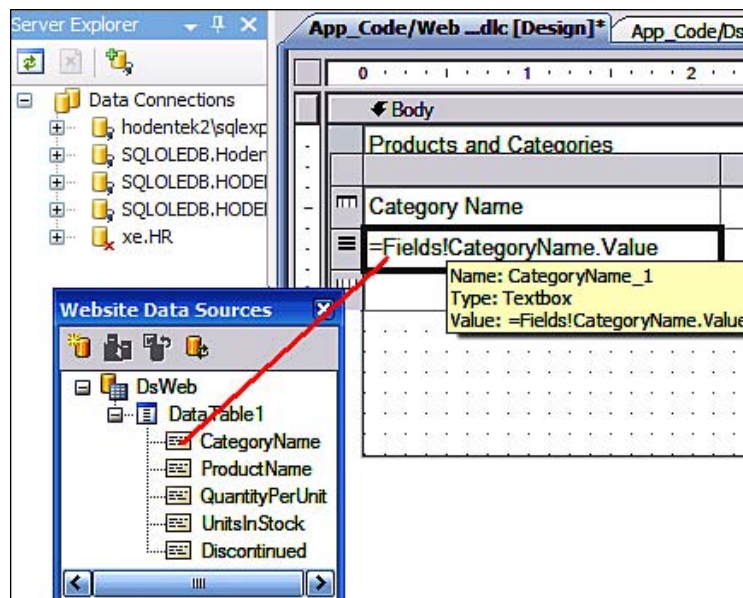 Server Explorer
Data Connections
hodentek2\sqlexp
SQLOLEDB.Hoden
SQLOLEDB.HODE
SQLOLEDB.HODE
xe.HR
App_Code/Web ...dlc [Design]*
App_Code/Ds
0 1 2
Body
Products and Categories
Category Name
=Fields!CategoryName.Value
Name: CategoryName_1
Type: Textbox
Value: =Fields!CategoryName.Value
Website Data Sources
DsWeb
DataTable1
CategoryName
ProductName
QuantityPerUnit
UnitsInStock
Discontinued